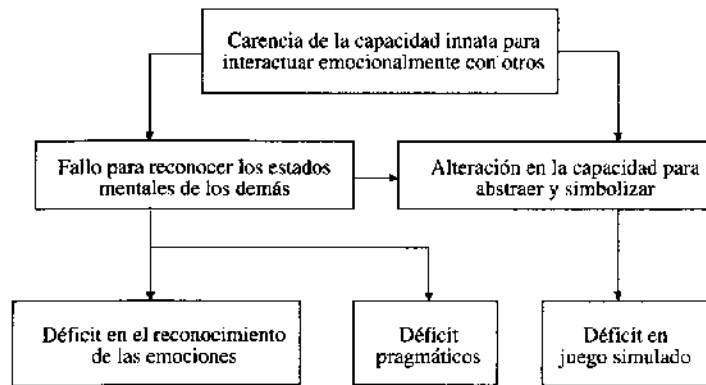 Carencia de la capacidad innata para
interactuar emocionalmente con otros
Fallo para reconocer los estados
mentales de los demás
Alteración en la capacidad para
abstraer y simbolizar
Déficit en el reconocimiento
de las emociones
Déficit
pragmáticos
Déficit en
juego simulado